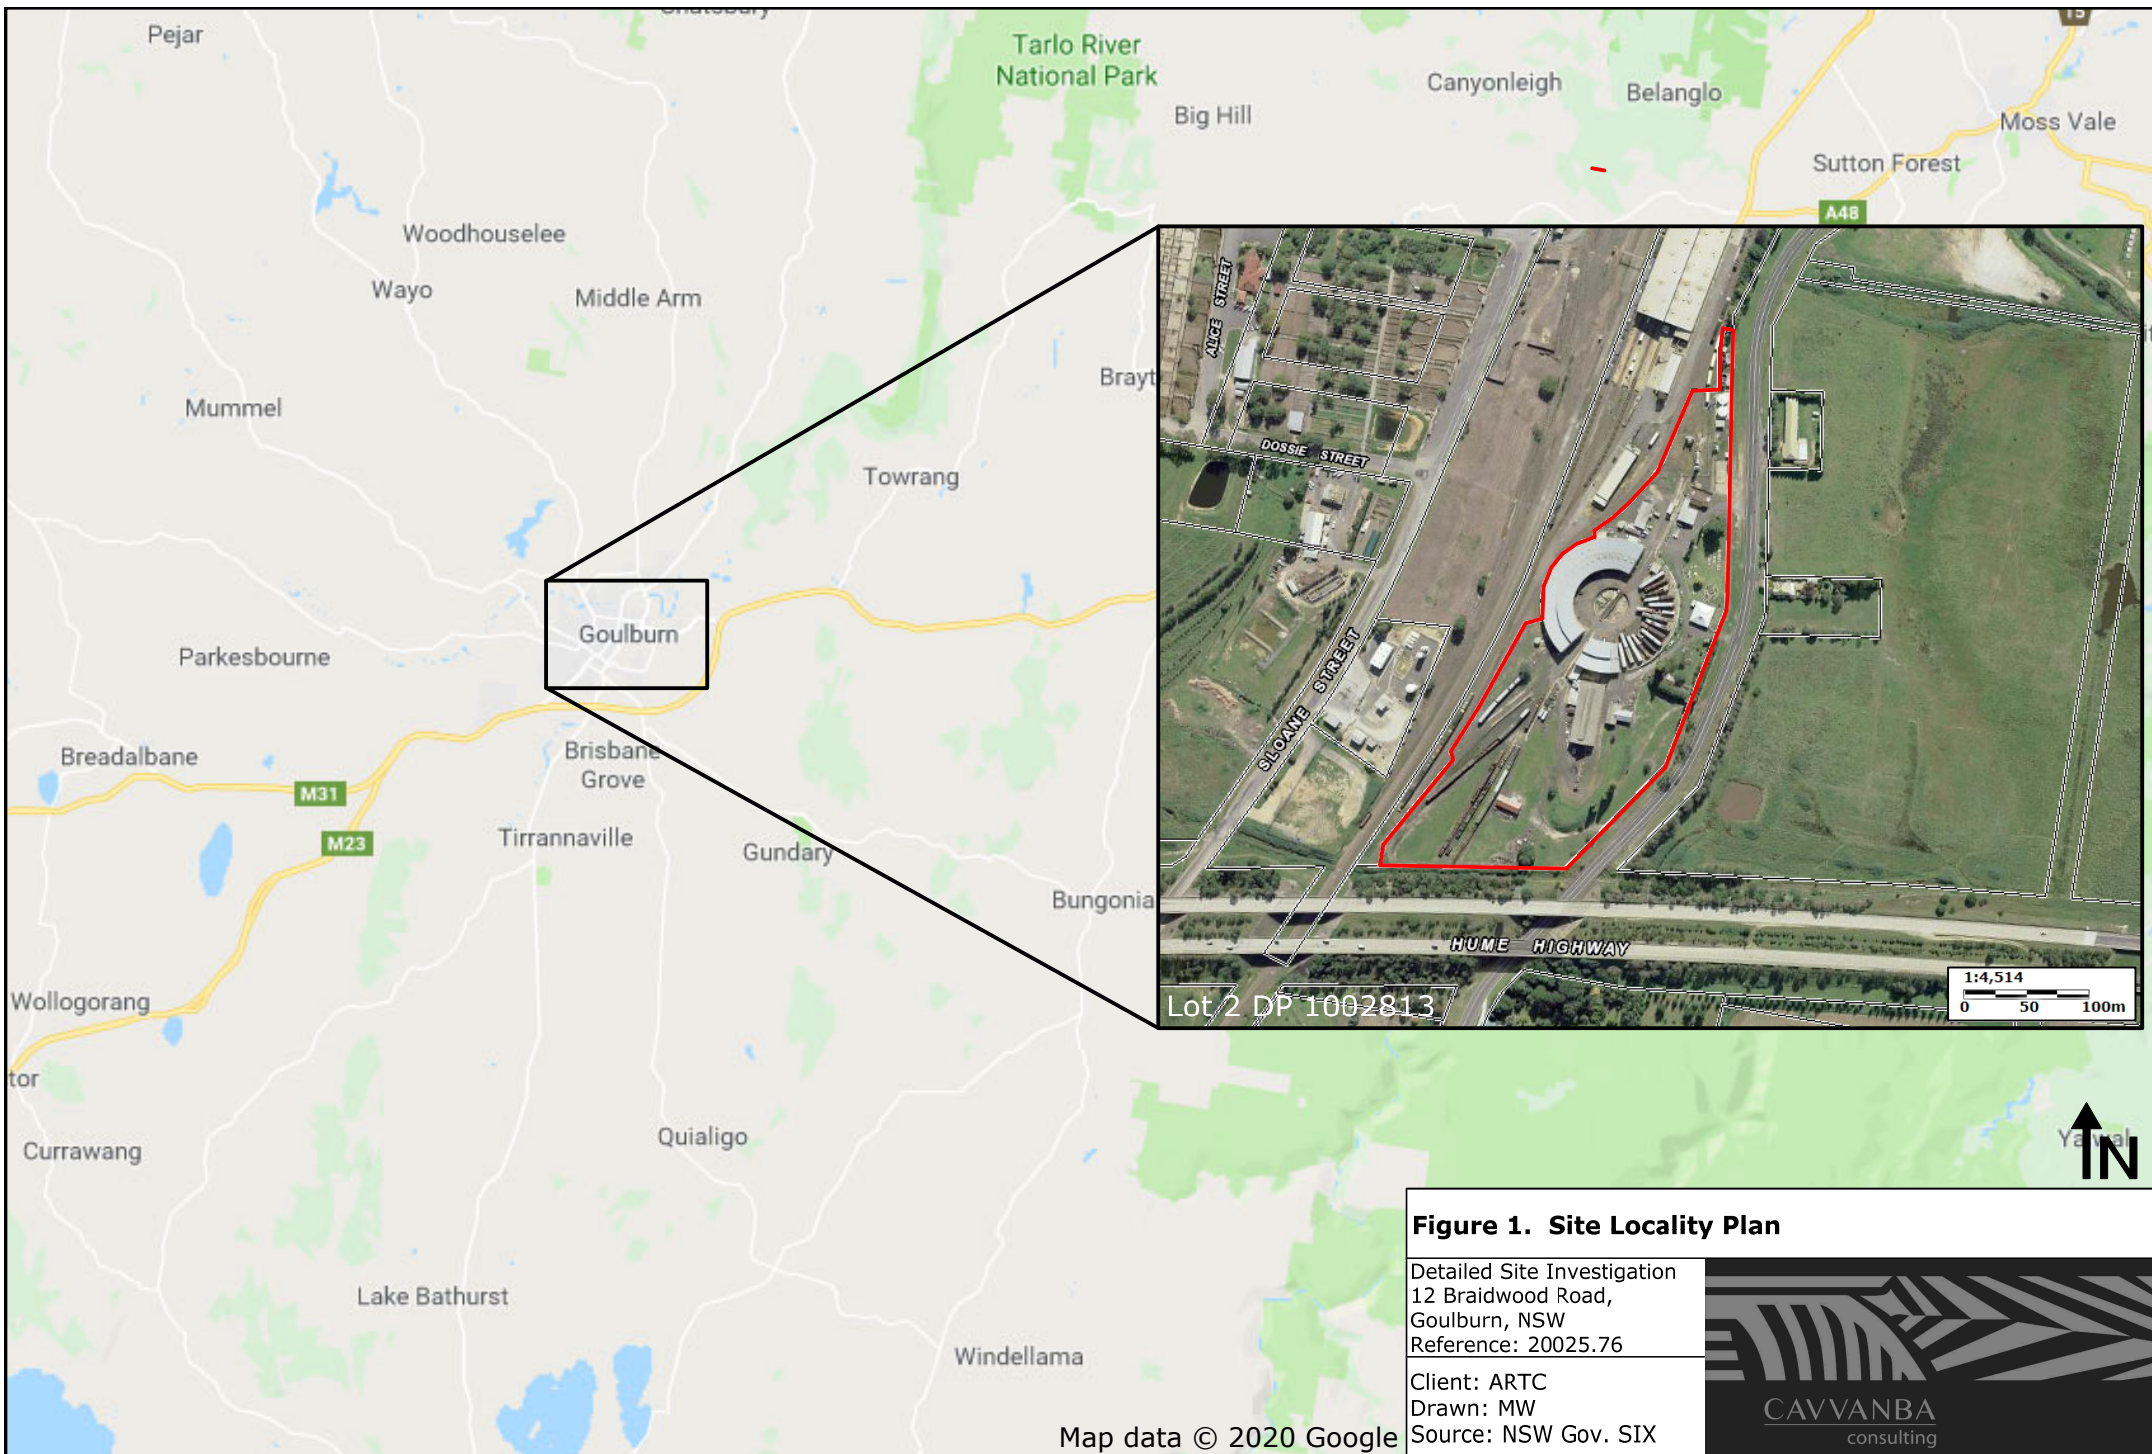 Pejar
Tarlo River
National Park
Canyonleigh
Belanglo
Big Hill
Moss Vale
Sutton Forest
A48
Woodhouselee
Wayo
Middle Arm
Brayt
Mummel
Towrang
Goulburn
Parkesbourne
Breadalbane
Brisbane
Grove
M31
M23
Tirrannaville
Gundary
Bungonia
Wollogorang
tor
Currawang
Quialigo
Lake Bathurst
Windellama
ALICE STREET
DOSSIE STREET
SLOANE STREET
HUME HIGHWAY
Lot 2 DP 1002813
1:4,514
0 50 100m
N
Figure 1. Site Locality Plan
Detailed Site Investigation
12 Braidwood Road,
Goulburn, NSW
Reference: 20025.76
Client: ARTC
Drawn: MW
Source: NSW Gov. SIX
CAVVANBA
consulting
Map data © 2020 Google